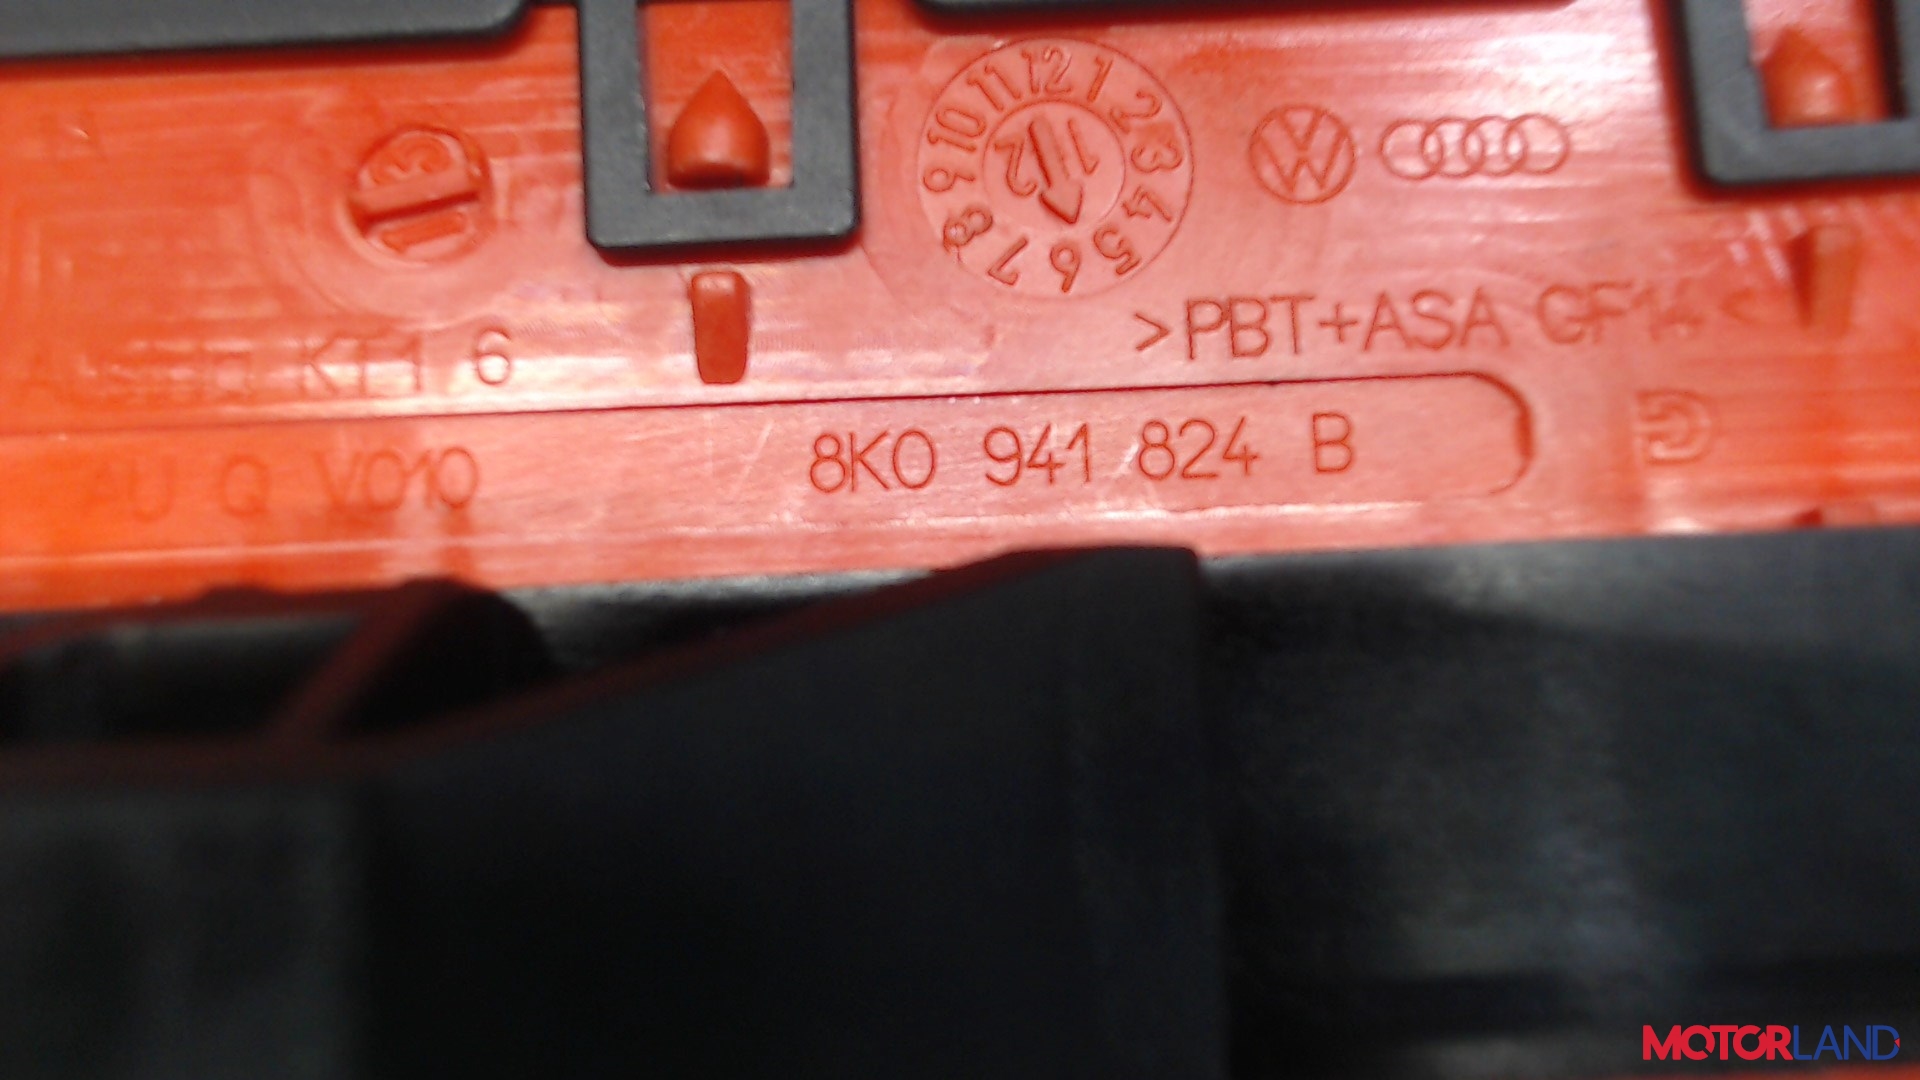 12 1 2 3 4 5 6 7 8 9 10 11
12
VW
>PBT+ASA GF14<
KT1 6
8K0 941 824 B
AU Q V010
MOTORLAND